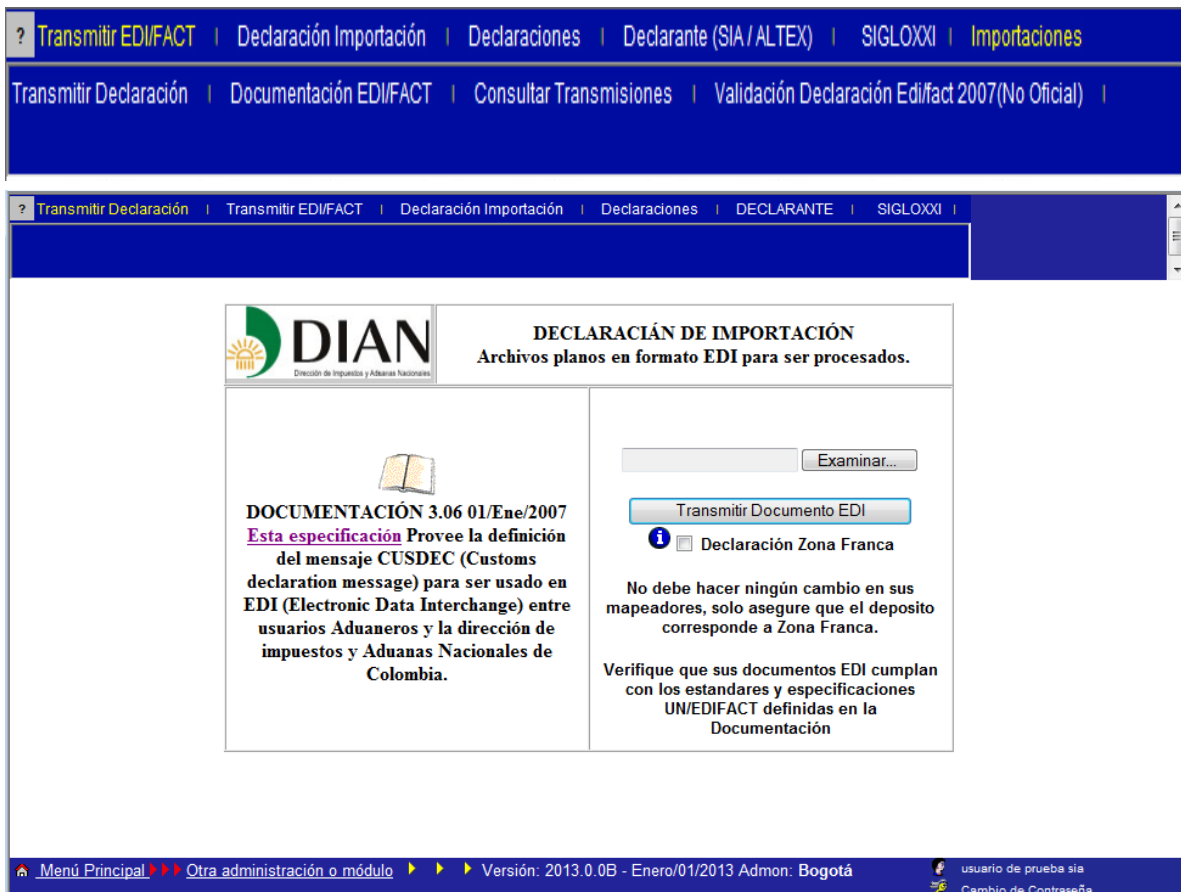 ? Transmitir EDI/FACT | Declaración Importación | Declaraciones | Declarante (SIA / ALTEX) | SIGLOXXI | Importaciones
Transmitir Declaración | Documentación EDI/FACT | Consultar Transmisiones | Validación Declaración Edi/fact 2007(No Oficial) |
? Transmitir Declaración | Transmitir EDI/FACT | Declaración Importación | Declaraciones | DECLARANTE | SIGLOXXI |
DIAN
Dirección de Impuestos y Aduanas Nacionales
DECLARACIÁN DE IMPORTACIÓN
Archivos planos en formato EDI para ser procesados.
DOCUMENTACIÓN 3.06 01/Ene/2007
Esta especificación Provee la definición
del mensaje CUSDEC (Customs
declaration message) para ser usado en
EDI (Electronic Data Interchange) entre
usuarios Aduaneros y la dirección de
impuestos y Aduanas Nacionales de
Colombia.
Examinar...
Transmitir Documento EDI
i Declaración Zona Franca
No debe hacer ningún cambio en sus
mapeadores, solo asegure que el deposito
corresponde a Zona Franca.
Verifique que sus documentos EDI cumplan
con los estandares y especificaciones
UN/EDIFACT definidas en la
Documentación
Menú Principal Otra administración o módulo Versión: 2013.0.0B - Enero/01/2013 Admon: Bogotá
usuario de prueba sia
Cambio de Contraseña